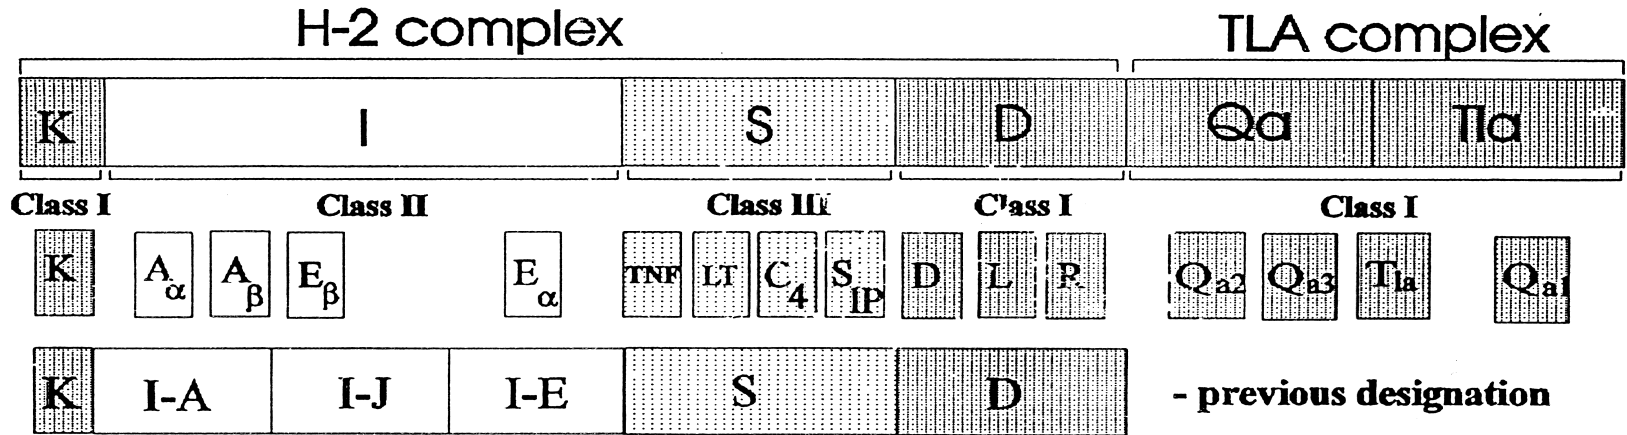 H-2 complex TLA complex
K I S D Qa Tla
Class I Class II Class III Class I Class I
K Aα Aβ Eβ Eα TNF LT C4 SIP D L R Qa2 Qa3 Tla Qa1
K I-A I-J I-E S D - previous designation